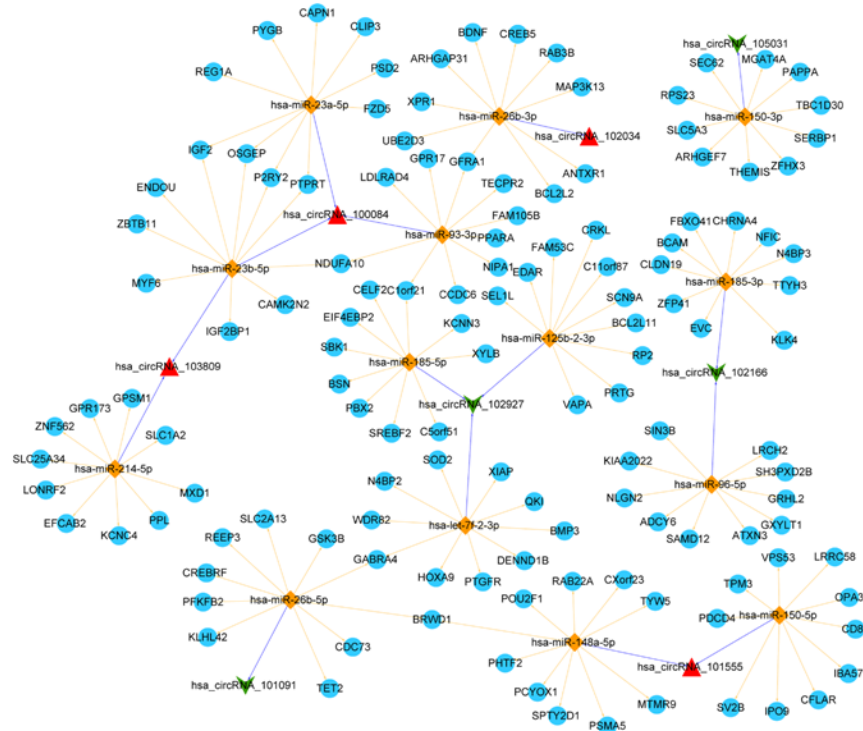 CAPN1
PYGB
CLIP3
REG1A
PSD2
hsa-miR-23a-5p
FZD5
IGF2
OSGEP
P2RY2
PTPRT
ENDOU
ZBTB11
hsa_circRNA_100084
hsa-miR-23b-5p
NDUFA10
MYF6
CAMK2N2
IGF2BP1
BDNF
CREB5
ARHGAP31
RAB3B
MAP3K13
XPR1
hsa-miR-26b-3p
hsa_circRNA_102034
UBE2D3
GPR17
GFRA1
ANTXR1
BCL2L2
LDLRAD4
TECPR2
FAM105B
hsa-miR-93-3p
PPARA
NIPA1
CCDC6
hsa_circRNA_105031
SEC62
MGAT4A
PAPPA
RPS23
TBC1D30
hsa-miR-150-3p
SLC5A3
SERBP1
ARHGEF7
ZFHX3
THEMIS
FBXO41
CHRNA4
BCAM
NFIC
CLDN19
N4BP3
hsa-miR-185-3p
TTYH3
ZFP41
EVC
KLK4
hsa_circRNA_102166
CRKL
FAM53C
EDAR
C11orf87
SEL1L
SCN9A
hsa-miR-125b-2-3p
BCL2L11
RP2
PRTG
VAPA
CELF2
C1orf21
EIF4EBP2
KCNN3
SBK1
hsa-miR-185-5p
XYLB
BSN
PBX2
SREBF2
C5orf51
hsa_circRNA_102927
hsa_circRNA_103809
GPR173
GPSM1
ZNF562
SLC1A2
SLC25A34
hsa-miR-214-5p
LONRF2
MXD1
EFCAB2
PPL
KCNC4
SOD2
XIAP
N4BP2
QKI
WDR82
hsa-let-7f-2-3p
BMP3
GABRA4
DENND1B
HOXA9
PTGFR
SIN3B
LRCH2
KIAA2022
SH3PXD2B
hsa-miR-96-5p
NLGN2
GRHL2
ADCY6
GXYLT1
SAMD12
ATXN3
SLC2A13
REEP3
GSK3B
CREBRF
PFKFB2
hsa-miR-26b-5p
KLHL42
BRWD1
CDC73
TET2
hsa_circRNA_101091
RAB22A
CXorf23
POU2F1
TYW5
hsa-miR-148a-5p
PHTF2
PCYOX1
MTMR9
SPTY2D1
PSMA5
hsa_circRNA_101555
VPS53
LRRC58
TPM3
OPA3
PDCD4
hsa-miR-150-5p
CD8
IBA57
CFLAR
SV2B
IPO9